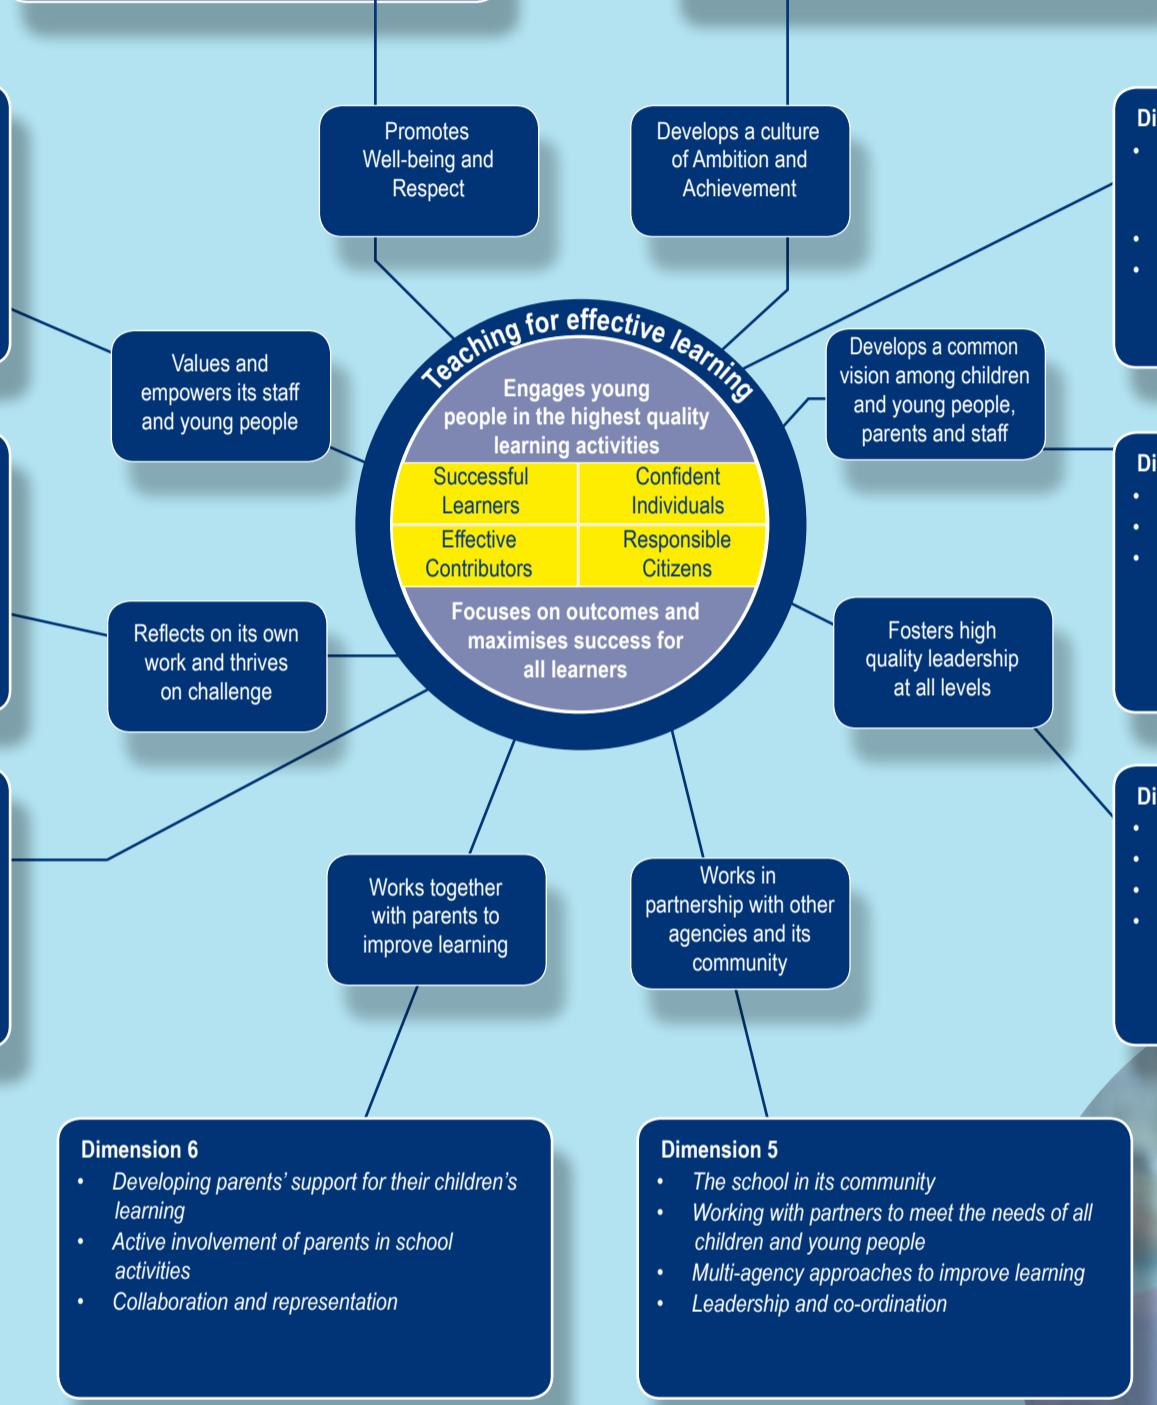 Promotes
Well-being and
Respect
Develops a culture
of Ambition and
Achievement
Di
•
•
•
Values and
empowers its staff
and young people
Teaching for effective learning
Engages young
people in the highest quality
learning activities
Successful
Learners
Confident
Individuals
Effective
Contributors
Responsible
Citizens
Focuses on outcomes and
maximises success for
all learners
Develops a common
vision among children
and young people,
parents and staff
Di
•
•
•
Reflects on its own
work and thrives
on challenge
Fosters high
quality leadership
at all levels
Di
•
•
•
•
Works together
with parents to
improve learning
Works in
partnership with other
agencies and its
community
Dimension 6
• Developing parents’ support for their children’s
learning
• Active involvement of parents in school
activities
• Collaboration and representation
Dimension 5
• The school in its community
• Working with partners to meet the needs of all
children and young people
• Multi-agency approaches to improve learning
• Leadership and co-ordination